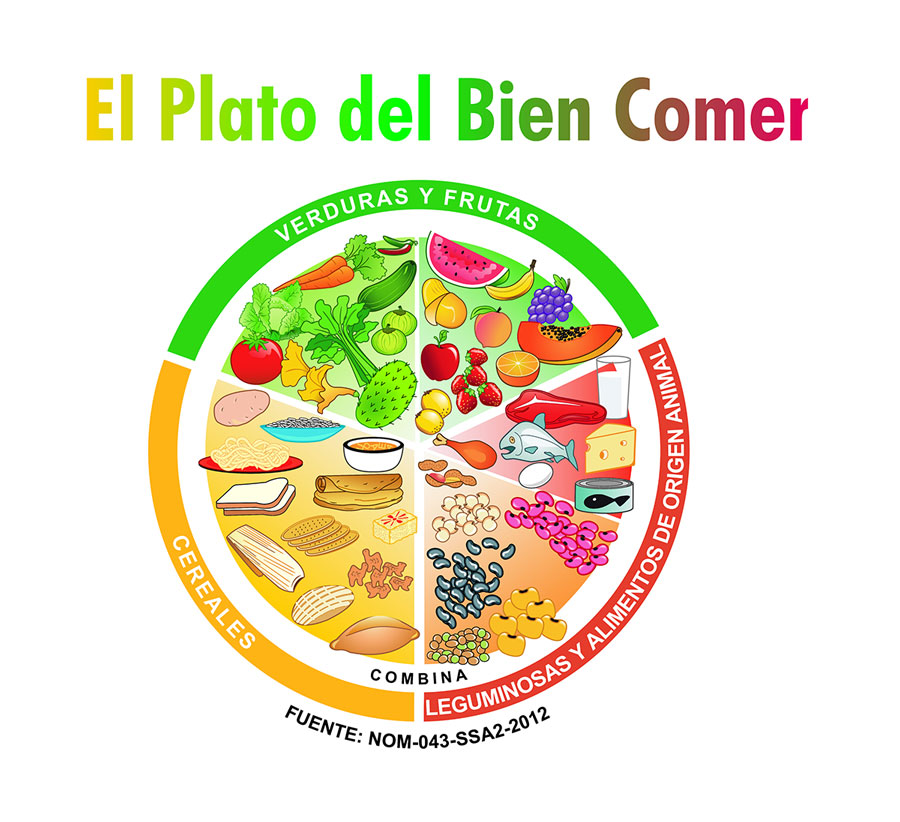 El Plato del Bien Comer
VERDURAS Y FRUTAS
CEREALES
LEGUMINOSAS Y ALIMENTOS DE ORIGEN ANIMAL
COMBINA
FUENTE: NOM-043-SSA2-2012